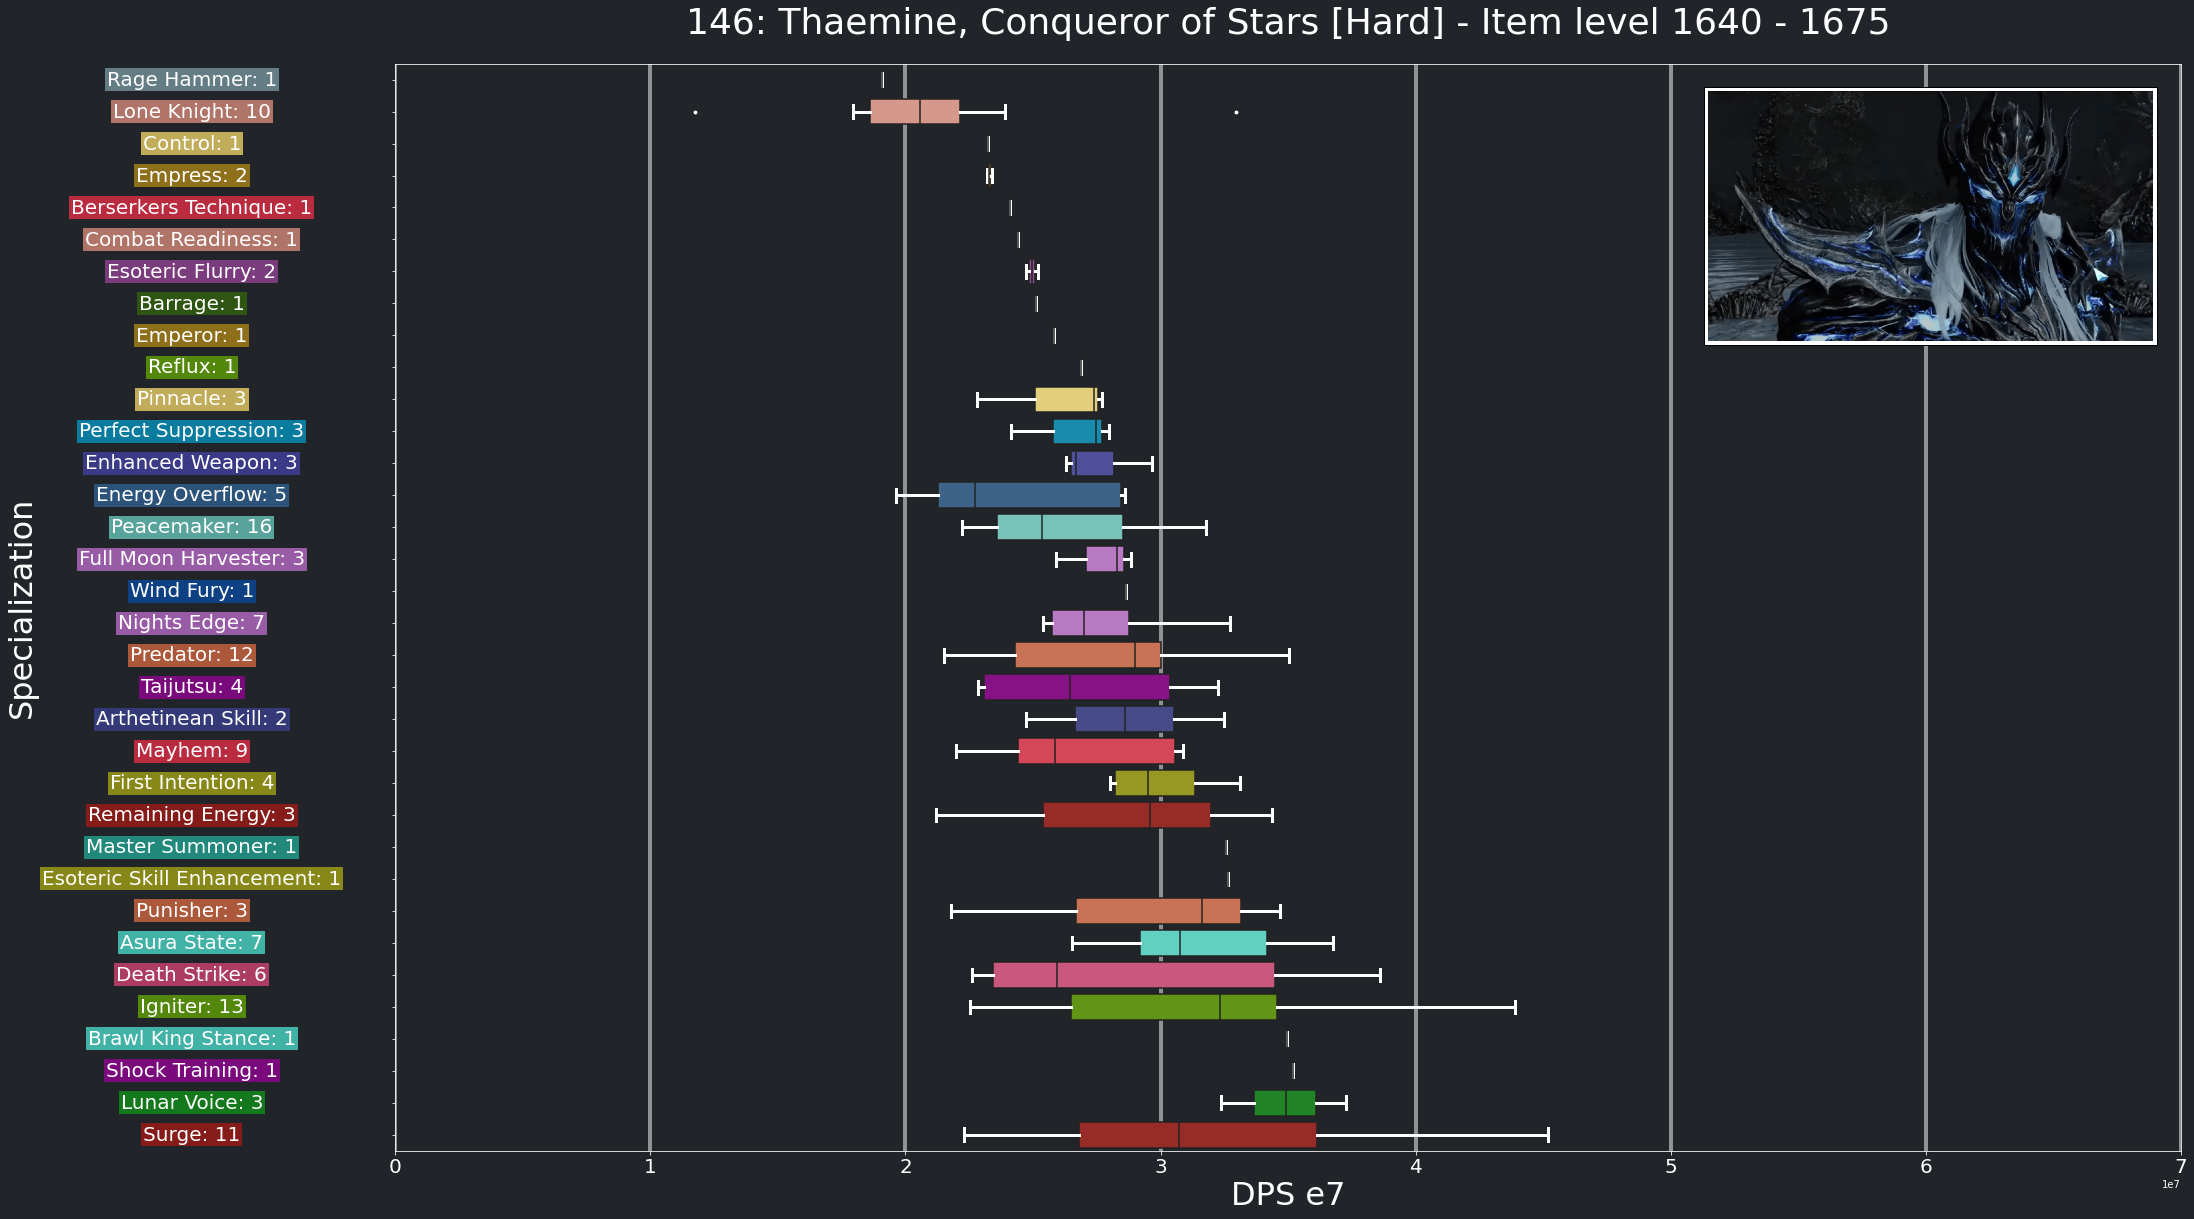 146: Thaemine, Conqueror of Stars [Hard] - Item level 1640 - 1675
Specialization
Rage Hammer: 1
Lone Knight: 10
Control: 1
Empress: 2
Berserkers Technique: 1
Combat Readiness: 1
Esoteric Flurry: 2
Barrage: 1
Emperor: 1
Reflux: 1
Pinnacle: 3
Perfect Suppression: 3
Enhanced Weapon: 3
Energy Overflow: 5
Peacemaker: 16
Full Moon Harvester: 3
Wind Fury: 1
Nights Edge: 7
Predator: 12
Taijutsu: 4
Arthetinean Skill: 2
Mayhem: 9
First Intention: 4
Remaining Energy: 3
Master Summoner: 1
Esoteric Skill Enhancement: 1
Punisher: 3
Asura State: 7
Death Strike: 6
Igniter: 13
Brawl King Stance: 1
Shock Training: 1
Lunar Voice: 3
Surge: 11
0 1 2 3 4 5 6 7
1e7
DPS e7